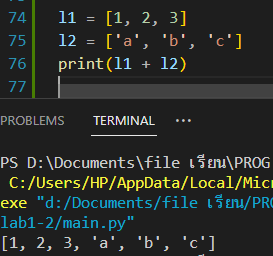 74 l1 = [1, 2, 3]
75 l2 = ['a', 'b', 'c']
76 print(l1 + l2)
77
PROBLEMS TERMINAL ...
PS D:\Documents\file เรียน\PROG
C:/Users/HP/AppData/Local/Micr
exe "d:/Documents/file เรียน/PRO
lab1-2/main.py"
[1, 2, 3, 'a', 'b', 'c']